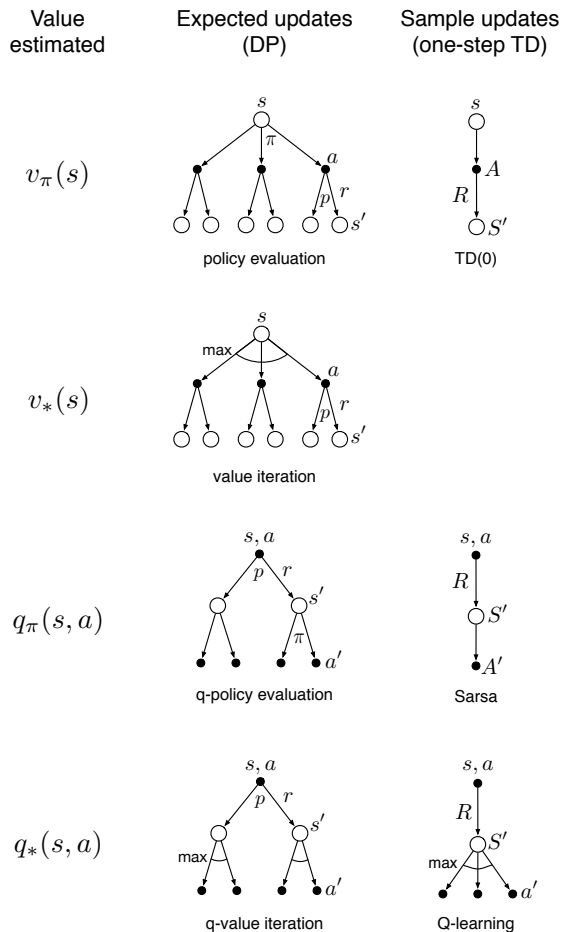 Value estimated
Expected updates (DP)
Sample updates (one-step TD)
v_π(s)
s
π
a
p
r
s′
policy evaluation
s
A
R
S′
TD(0)
v_*(s)
s
max
a
p
r
s′
value iteration
q_π(s, a)
s, a
p
r
s′
π
a′
q-policy evaluation
s, a
R
S′
A′
Sarsa
q_*(s, a)
s, a
p
r
s′
max
a′
q-value iteration
s, a
R
S′
max
a′
Q-learning